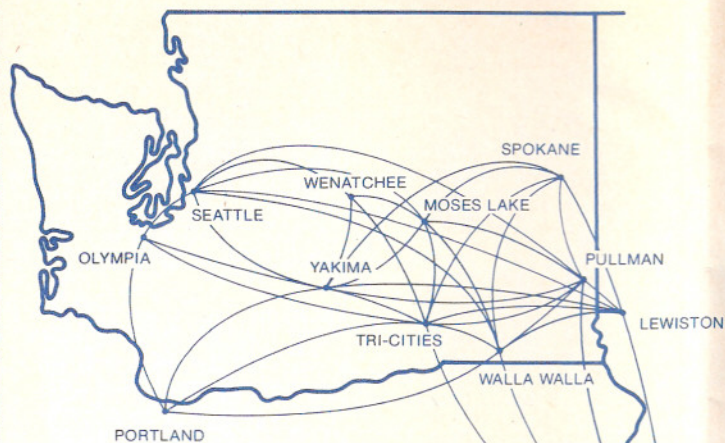 SPOKANE
WENATCHEE
MOSES LAKE
SEATTLE
OLYMPIA
YAKIMA
PULLMAN
LEWISTON
TRI-CITIES
WALLA WALLA
PORTLAND